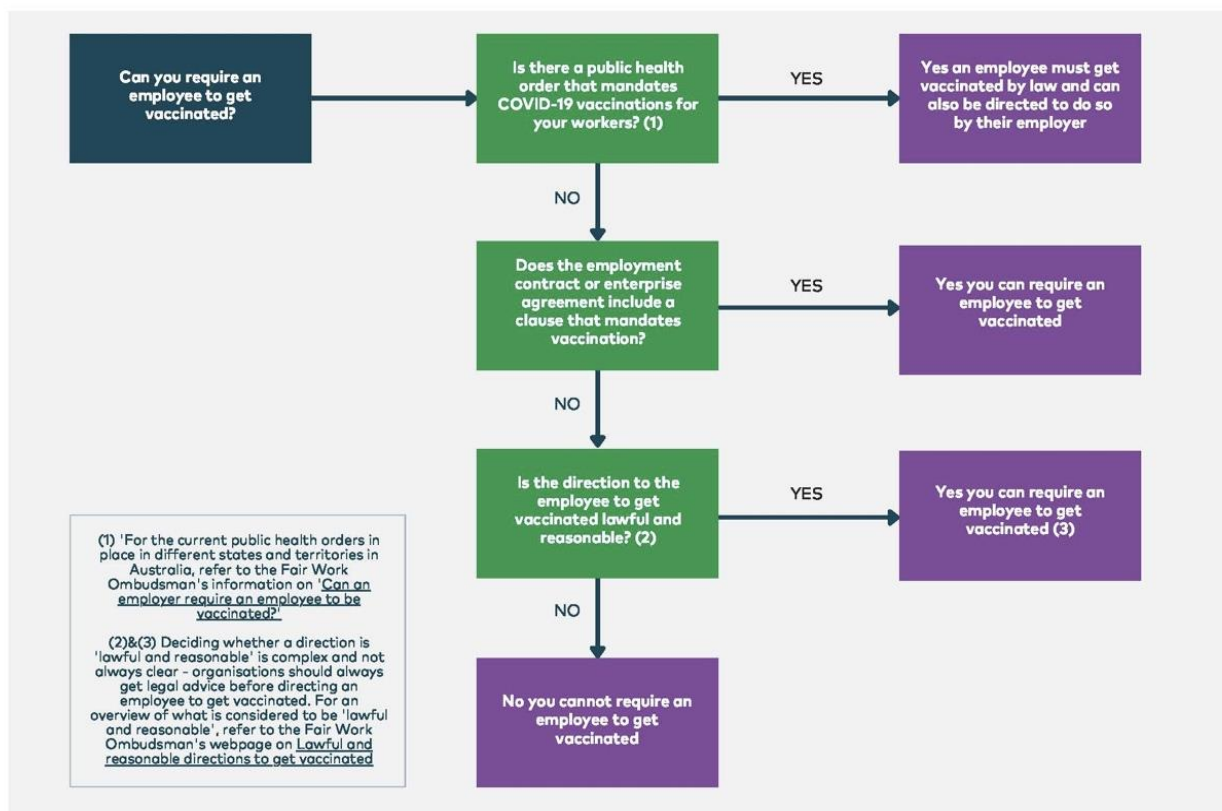 Can you require an
employee to get
vaccinated?
Is there a public health
order that mandates
COVID-19 vaccinations for
your workers? (1)
YES
Yes an employee must get
vaccinated by law and can
also be directed to do so
by their employer
NO
Does the employment
contract or enterprise
agreement include a
clause that mandates
vaccination?
YES
Yes you can require an
employee to get
vaccinated
NO
Is the direction to the
employee to get
vaccinated lawful and
reasonable? (2)
YES
Yes you can require an
employee to get
vaccinated (3)
NO
No you cannot require an
employee to get
vaccinated
(1) 'For the current public health orders in
place in different states and territories in
Australia, refer to the Fair Work
Ombudsman's information on 'Can an
employer require an employee to be
vaccinated?'
(2)&(3) Deciding whether a direction is
'lawful and reasonable' is complex and not
always clear - organisations should always
get legal advice before directing an
employee to get vaccinated. For an
overview of what is considered to be 'lawful
and reasonable', refer to the Fair Work
Ombudsman's webpage on Lawful and
reasonable directions to get vaccinated